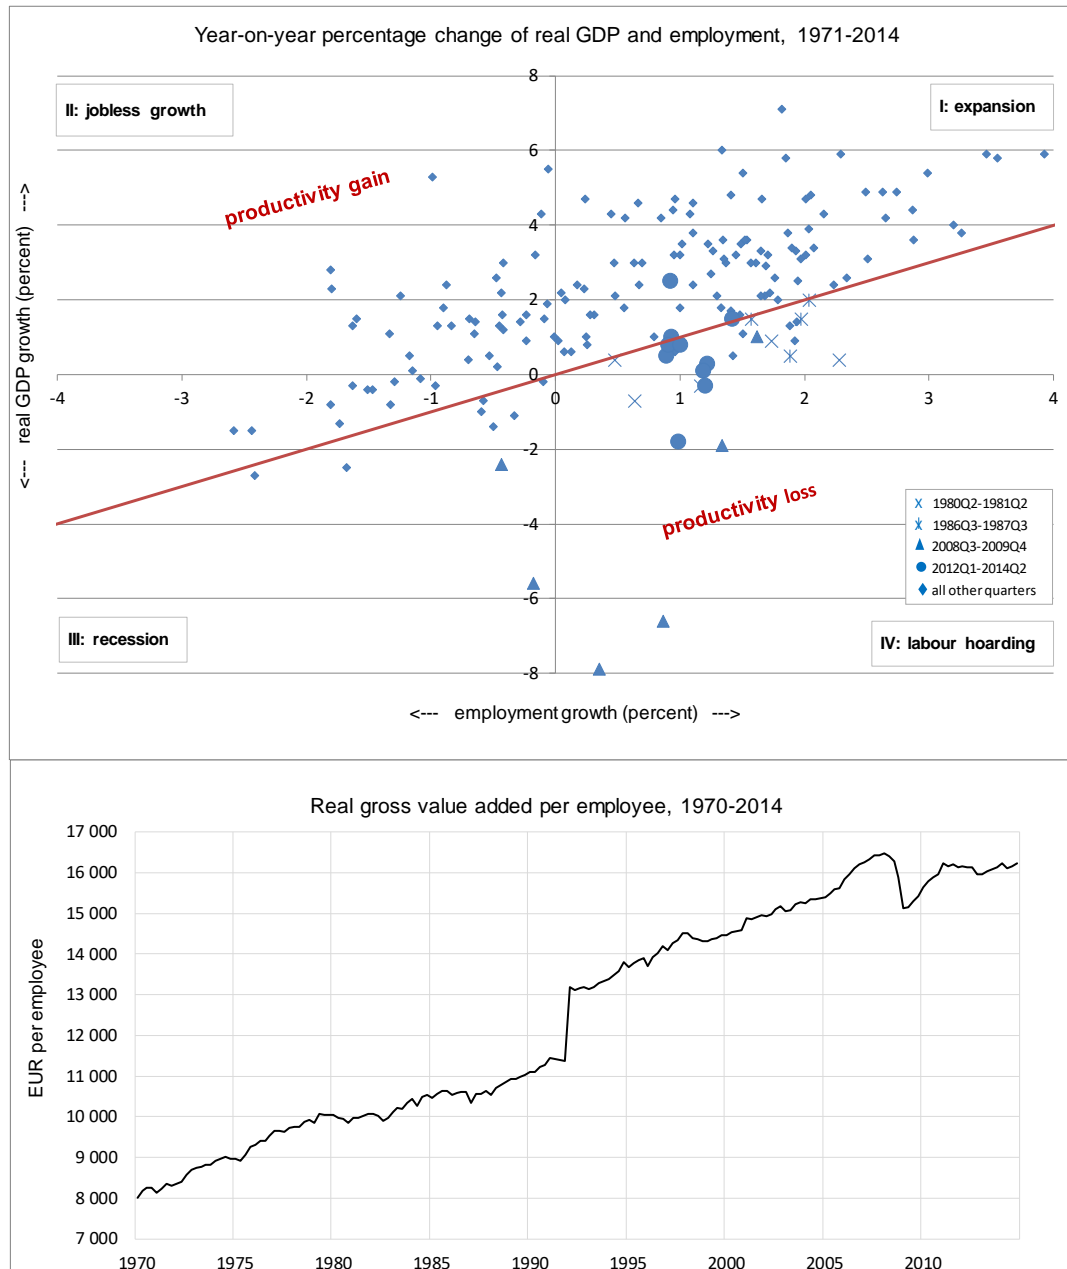 Year-on-year percentage change of real GDP and employment, 1971-2014
8
II: jobless growth
I: expansion
6
productivity gain
4
2
0
-4 -3 -2 -1 0 1 2 3 4
-2
-4
-6
-8
<--- real GDP growth (percent) --->
productivity loss
1980Q2-1981Q2
1986Q3-1987Q3
2008Q3-2009Q4
2012Q1-2014Q2
all other quarters
III: recession
IV: labour hoarding
<--- employment growth (percent) --->
Real gross value added per employee, 1970-2014
17 000
16 000
15 000
14 000
13 000
12 000
11 000
10 000
9 000
8 000
7 000
EUR per employee
1970 1975 1980 1985 1990 1995 2000 2005 2010